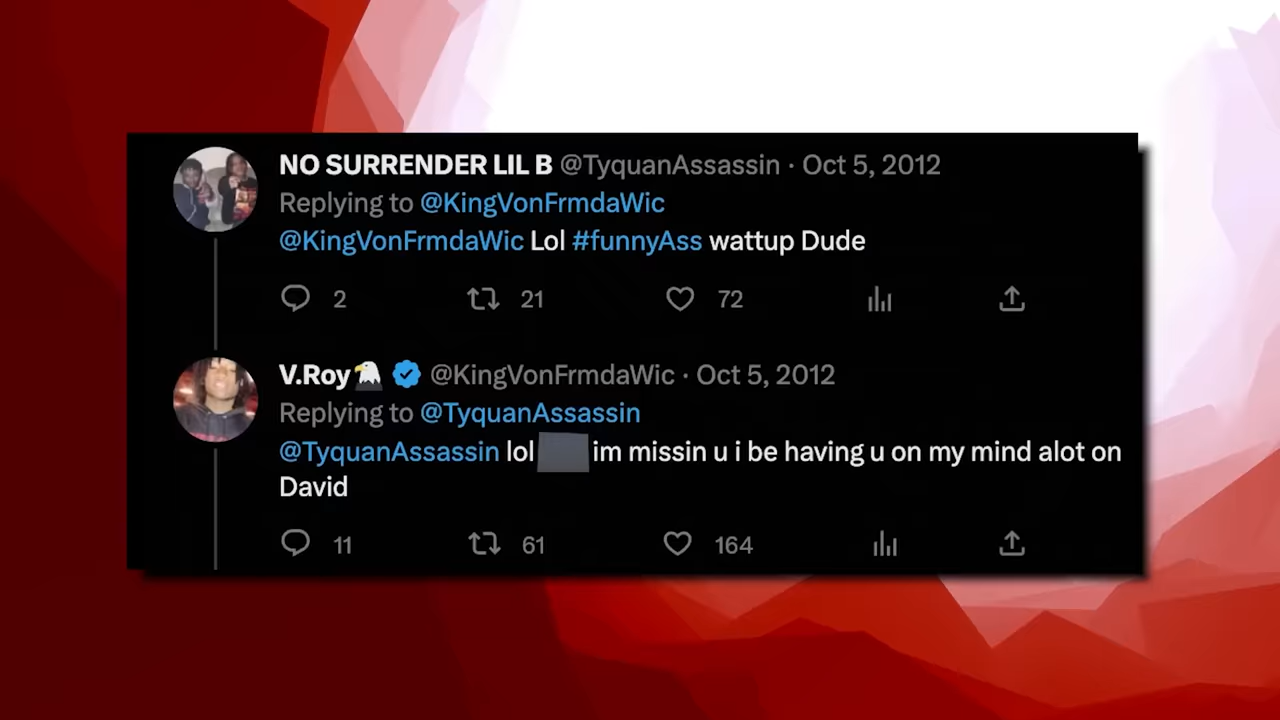 NO SURRENDER LIL B @TyquanAssassin · Oct 5, 2012
Replying to @KingVonFrmdaWic
@KingVonFrmdaWic Lol #funnyAss wattup Dude
2 21 72
V.Roy🦅 @KingVonFrmdaWic · Oct 5, 2012
Replying to @TyquanAssassin
@TyquanAssassin lol im missin u i be having u on my mind alot on
David
11 61 164